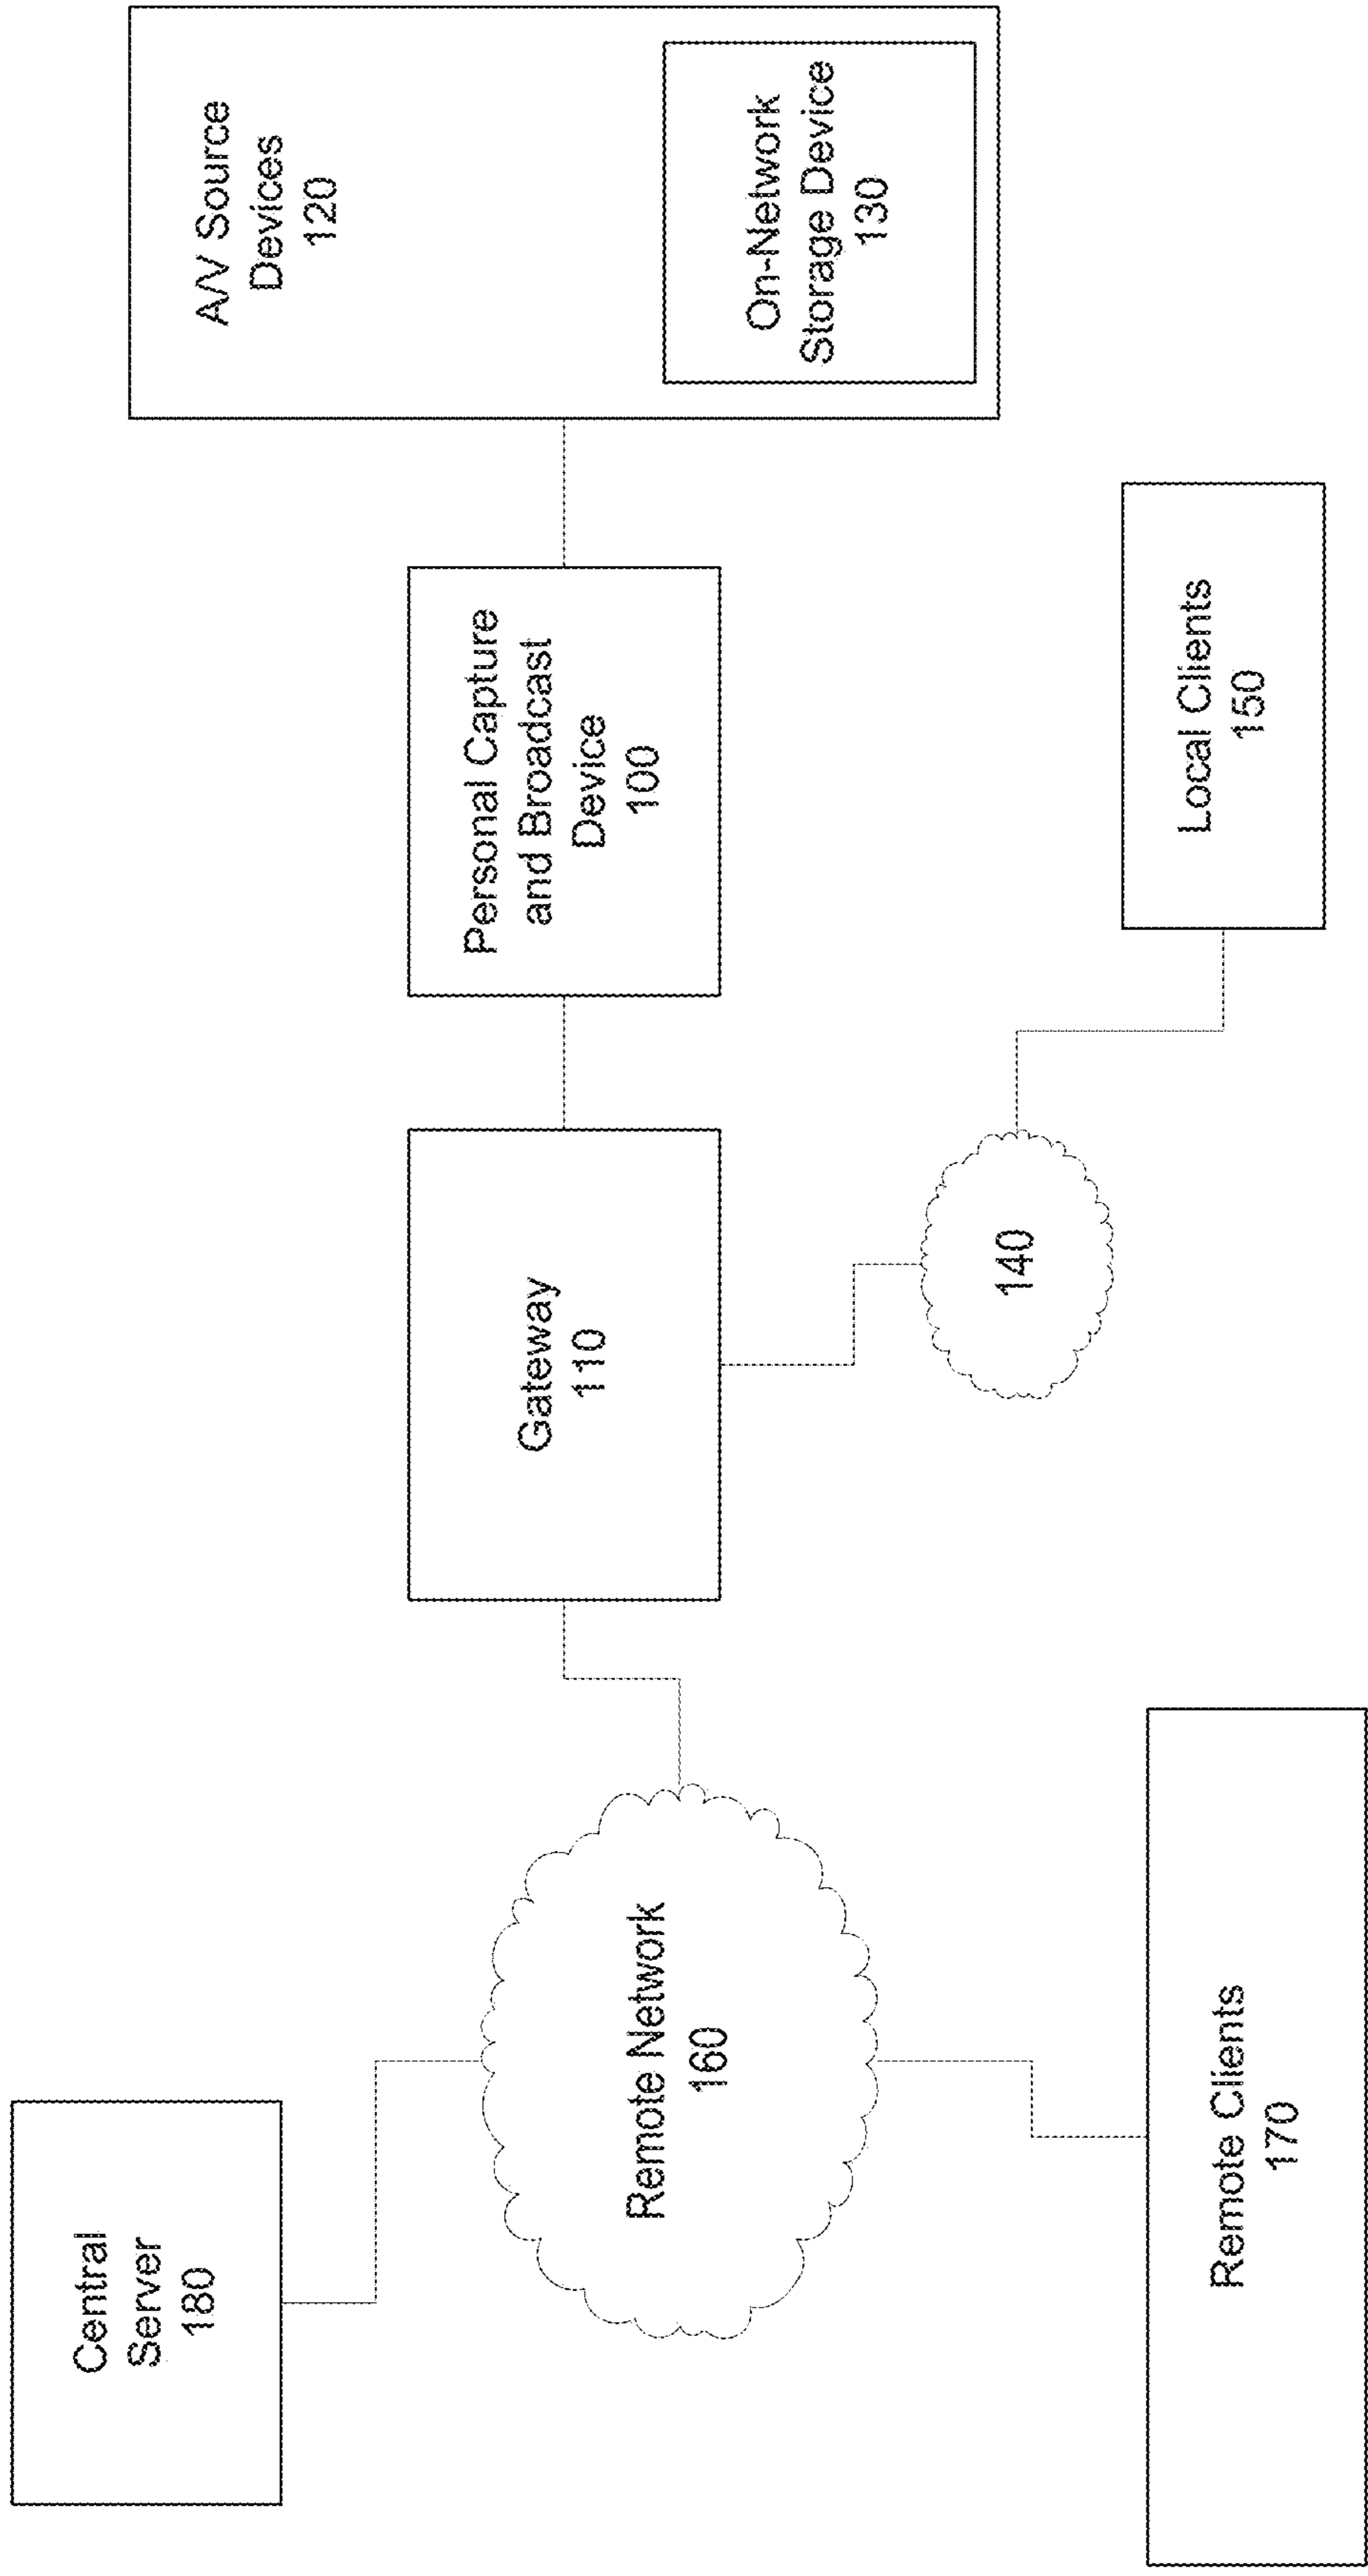 Central
Server
180
Remote Network
160
Remote Clients
170
Gateway
110
140
Personal Capture
and Broadcast
Device
100
Local Clients
150
A/V Source
Devices
120
On-Network
Storage Device
130